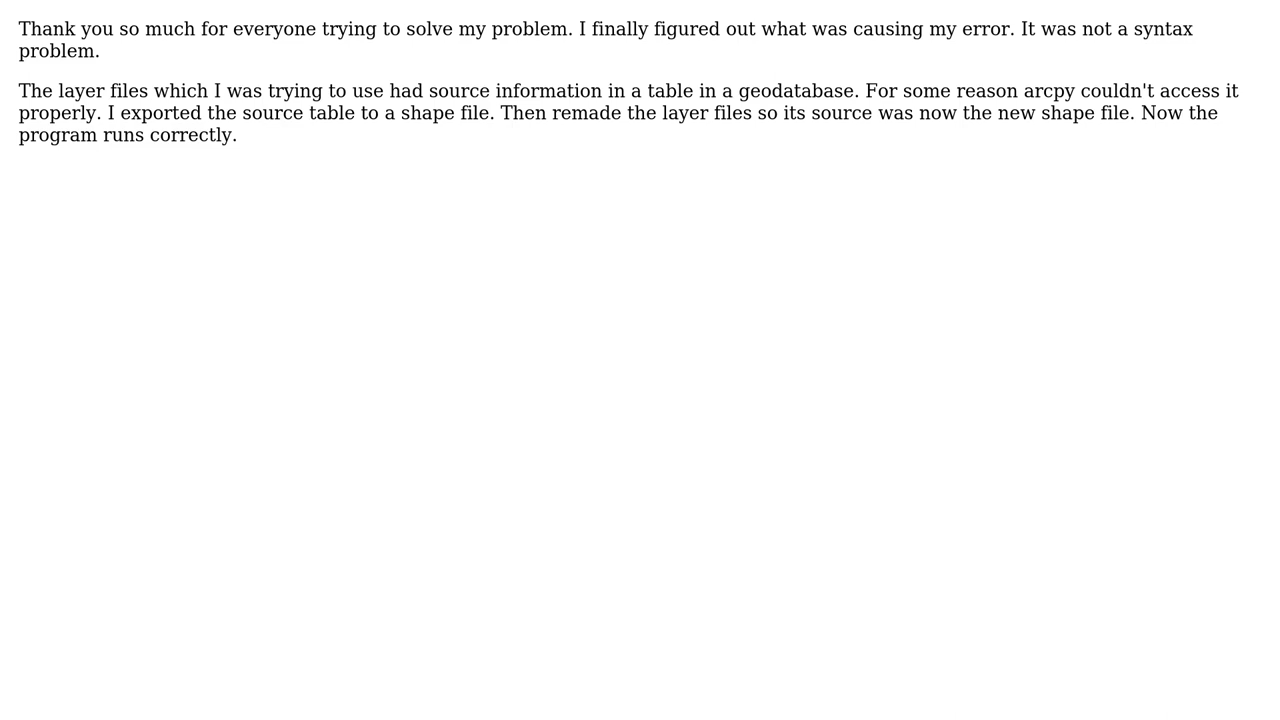 Thank you so much for everyone trying to solve my problem. I finally figured out what was causing my error. It was not a syntax
problem.
The layer files which I was trying to use had source information in a table in a geodatabase. For some reason arcpy couldn't access it
properly. I exported the source table to a shape file. Then remade the layer files so its source was now the new shape file. Now the
program runs correctly.